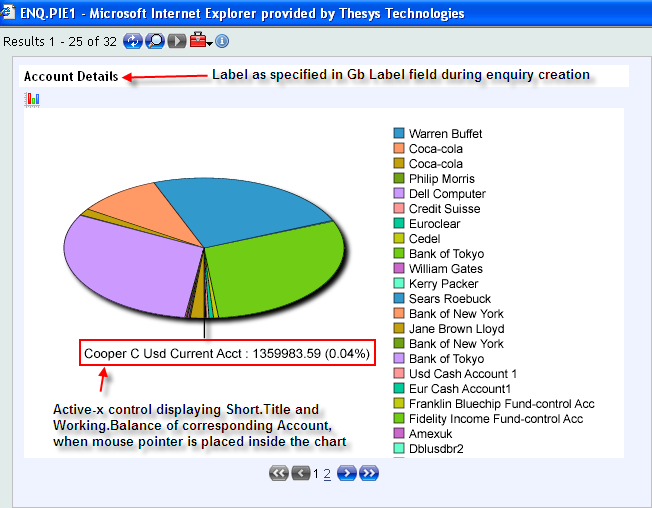 ENQ.PIE1 - Microsoft Internet Explorer provided by Thesys Technologies
Results 1 - 25 of 32
Account Details
Label as specified in Gb Label field during enquiry creation
Warren Buffet
Coca-cola
Coca-cola
Philip Morris
Dell Computer
Credit Suisse
Euroclear
Cedel
Bank of Tokyo
William Gates
Kerry Packer
Sears Roebuck
Bank of New York
Jane Brown Lloyd
Bank of New York
Bank of Tokyo
Usd Cash Account 1
Eur Cash Account1
Franklin Bluechip Fund-control Acc
Fidelity Income Fund-control Acc
Amexuk
Dblusdbr2
Cooper C Usd Current Acct : 1359983.59 (0.04%)
Active-x control displaying Short.Title and
Working.Balance of corresponding Account,
when mouse pointer is placed inside the chart
1 2